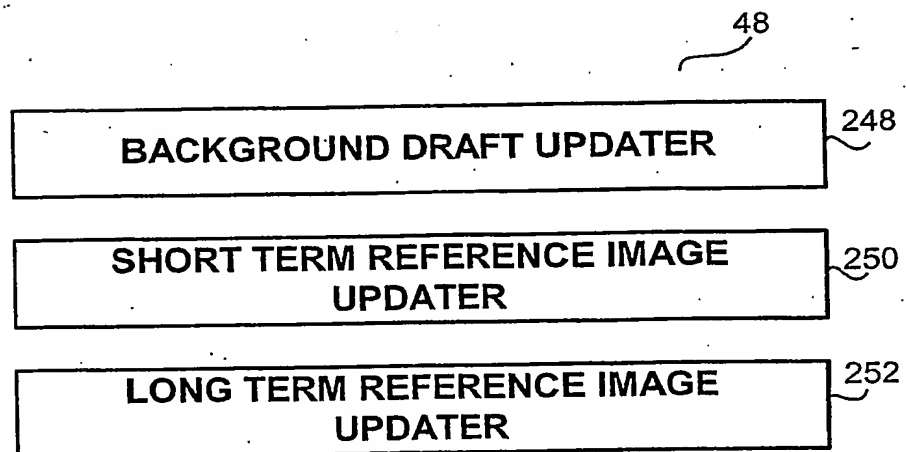 48
BACKGROUND DRAFT UPDATER
248
SHORT TERM REFERENCE IMAGE
UPDATER
250
LONG TERM REFERENCE IMAGE
UPDATER
252